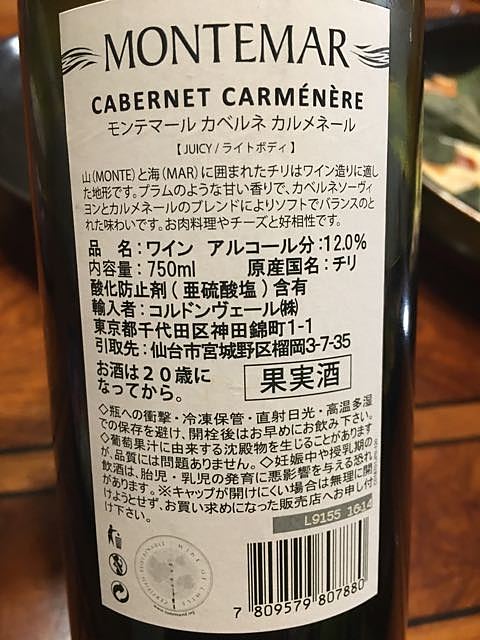 MONTEMAR
CABERNET CARMÉNÈRE
モンテマール カベルネ カルメネール
【 JUICY / ライトボディ 】
山(MONTE)と海(MAR)に囲まれたチリはワイン造りに適し
た地形です。プラムのような甘い香りで、カベルネソーヴィ
ヨンとカルメネールのブレンドによりソフトでバランスのと
れた味わいです。お肉料理やチーズと好相性です。
品 名:ワイン アルコール分:12.0%
内容量:750ml 原産国名:チリ
酸化防止剤(亜硫酸塩)含有
輸入者:コルドンヴェール㈱
東京都千代田区神田錦町1-1
引取先:仙台市宮城野区榴岡3-7-35
お酒は20歳に
なってから。
果実酒
◇瓶への衝撃・冷凍保管・直射日光・高温多湿
での保存を避け、開栓後はお早めにお飲み下さい。
◇葡萄果汁に由来する沈殿物を生じることがあります
が、品質には問題ありません。◇妊娠中や授乳期の
飲酒は、胎児・乳児の発育に悪影響を与える恐れ
があります。※キャップが開けにくい場合は無理に開
けようとせず、お買い求めになった販売店へお申し付
け下さい。
L9155 1614
WINE OF CHILE
CERTIFIED SUSTAINABLE
7 809579 807880